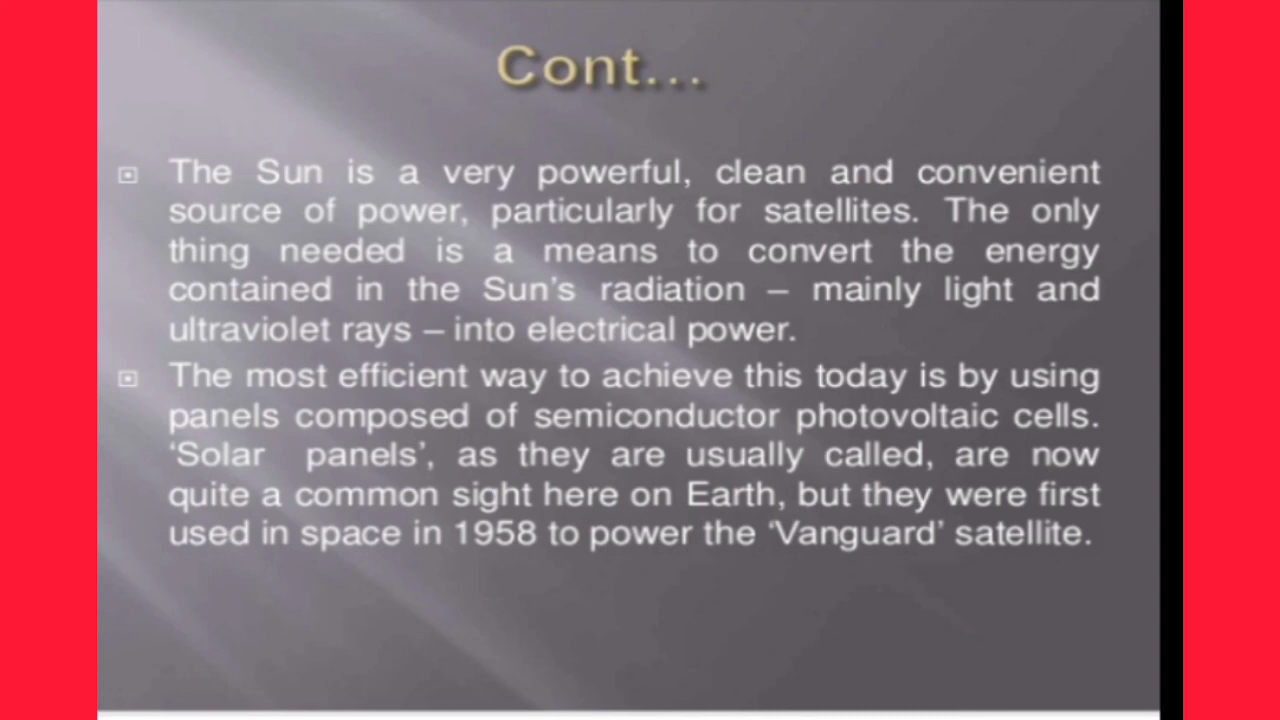 Cont...
The Sun is a very powerful, clean and convenient
source of power, particularly for satellites. The only
thing needed is a means to convert the energy
contained in the Sun's radiation – mainly light and
ultraviolet rays – into electrical power.
The most efficient way to achieve this today is by using
panels composed of semiconductor photovoltaic cells.
‘Solar panels’, as they are usually called, are now
quite a common sight here on Earth, but they were first
used in space in 1958 to power the ‘Vanguard’ satellite.